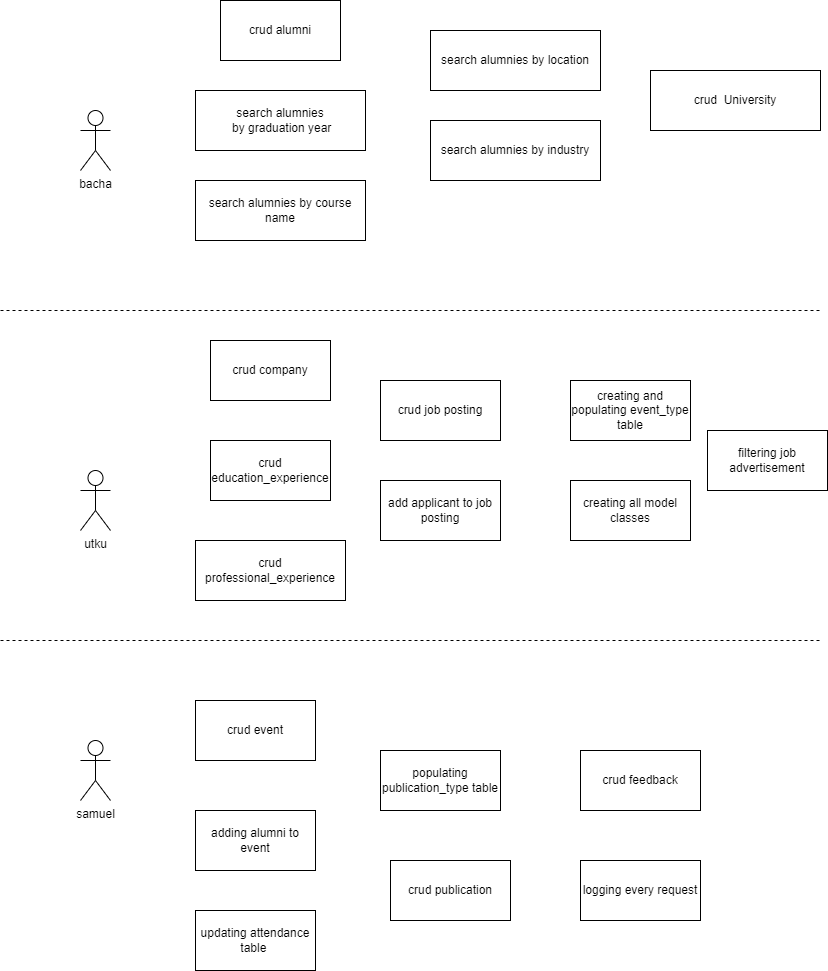 crud alumni
search alumnies by location
crud  University
search alumnies
by graduation year
search alumnies by industry
bacha
search alumnies by course
name
crud company
crud job posting
creating and
populating event_type
table
filtering job
advertisement
crud
education_experience
add applicant to job
posting
creating all model
classes
utku
crud
professional_experience
crud event
populating
publication_type table
crud feedback
samuel
adding alumni to
event
crud publication
logging every request
updating attendance
table